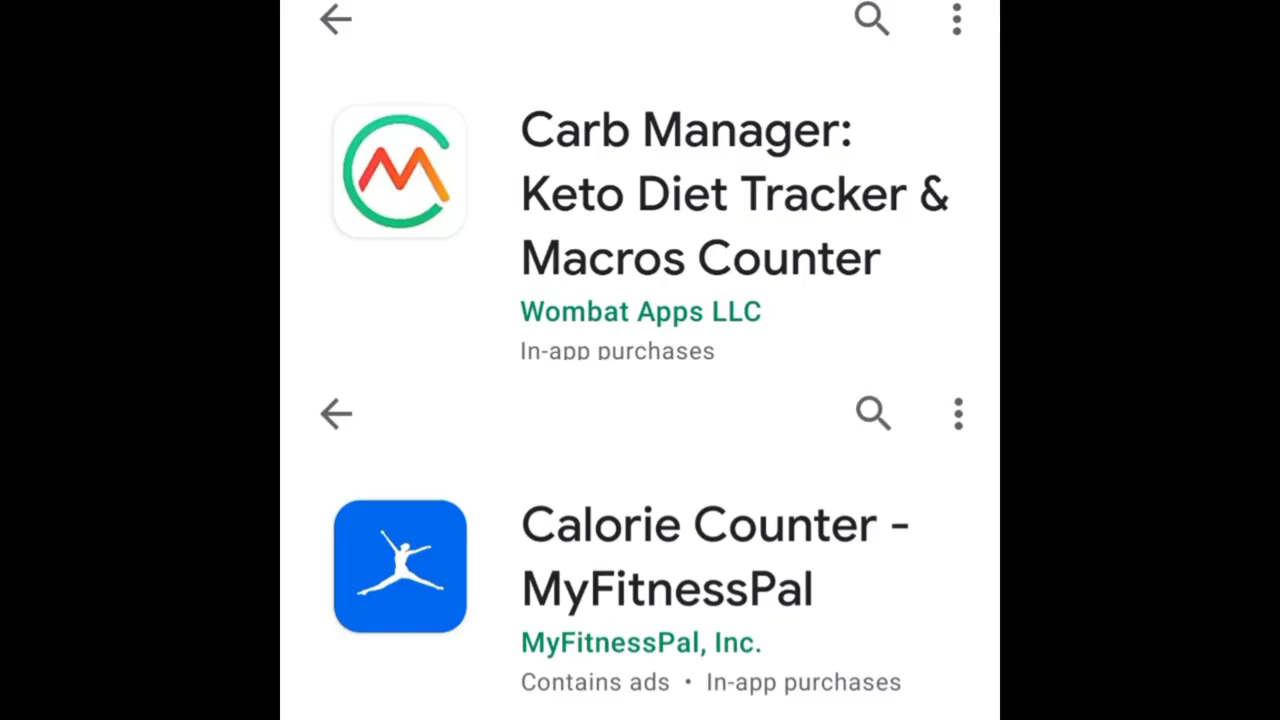 Carb Manager:
Keto Diet Tracker &
Macros Counter
Wombat Apps LLC
In-app purchases
Calorie Counter -
MyFitnessPal
MyFitnessPal, Inc.
Contains ads • In-app purchases